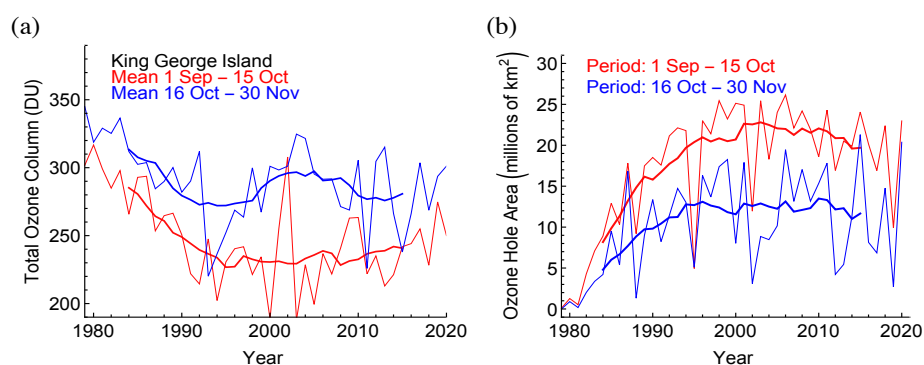 (a)
King George Island
Mean 1 Sep – 15 Oct
Mean 16 Oct – 30 Nov
Total Ozone Column (DU)
350
300
250
200
1980
1990
2000
2010
2020
Year
(b)
Period: 1 Sep – 15 Oct
Period: 16 Oct – 30 Nov
Ozone Hole Area (millions of km²)
30
25
20
15
10
5
0
1980
1990
2000
2010
2020
Year